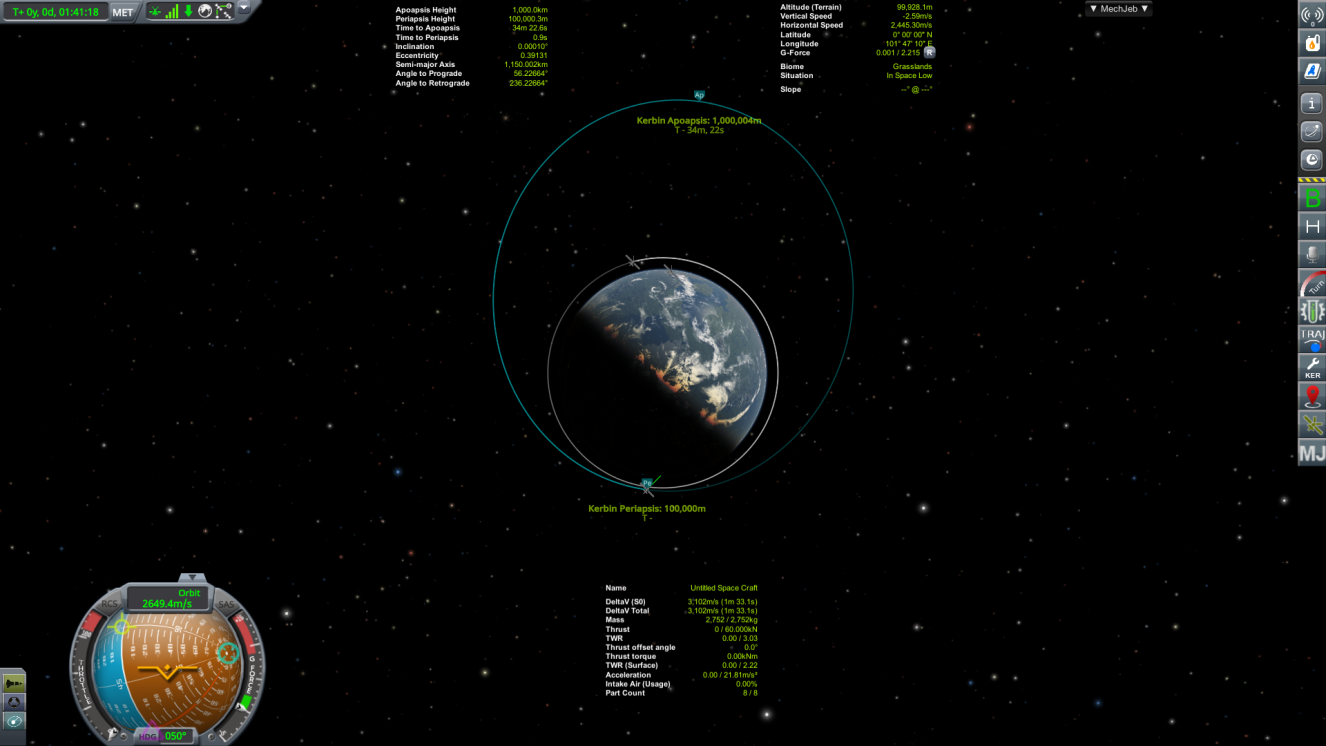 T+ 0y, 0d, 01:41:18 MET
Apoapsis Height 1,000.0km
Periapsis Height 100,000.3m
Time to Apoapsis 34m 22.6s
Time to Periapsis 0.9s
Inclination 0.00010°
Eccentricity 0.39131
Semi-major Axis 1,150.002km
Angle to Prograde 56.22664°
Angle to Retrograde 236.22664°
Altitude (Terrain) 99,928.1m
Vertical Speed -2.59m/s
Horizontal Speed 2,445.30m/s
Latitude 0° 00' 00" N
Longitude 101° 47' 10" E
G-Force 0.001 / 2.215 R
Biome Grasslands
Situation In Space Low
Slope --° @ ---°
▼ MechJeb ▼
0
B
H
Turn
TRAJ
KER
MJ
Ap
Kerbin Apoapsis: 1,000,004m
T - 34m, 22s
Pe
Kerbin Periapsis: 100,000m
T -
Name Untitled Space Craft
DeltaV (S0) 3,102m/s (1m 33.1s)
DeltaV Total 3,102m/s (1m 33.1s)
Mass 2,752 / 2,752kg
Thrust 0 / 60.000kN
TWR 0.00 / 3.03
Thrust offset angle 0.0°
Thrust torque 0.00kNm
TWR (Surface) 0.00 / 2.22
Acceleration 0.00 / 21.81m/s²
Intake Air (Usage) 0.00%
Part Count 8 / 8
Orbit
2649.4m/s
RCS
SAS
THROTTLE
G FORCE
HDG 050°